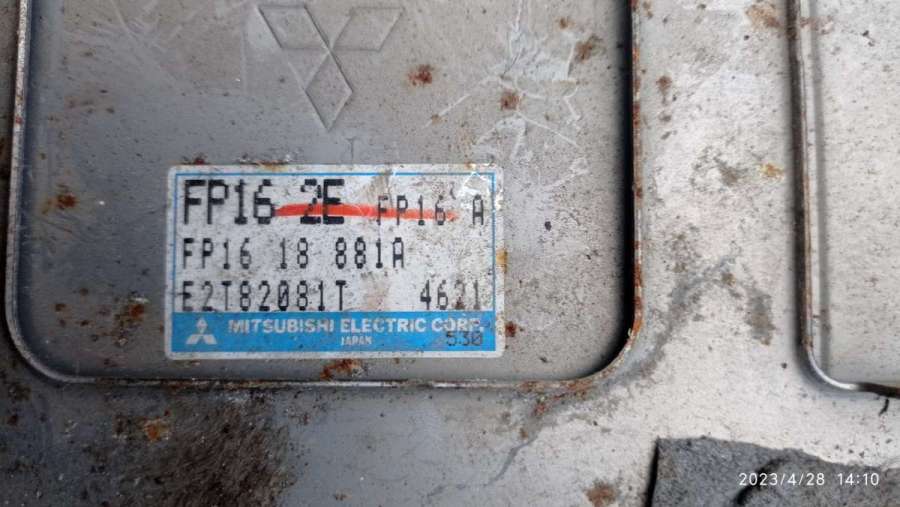 FP16 2E FP16 A
FP16 18 881A
E2T82081T 4621
MITSUBISHI ELECTRIC CORP.
JAPAN 530
2023/4/28 14:10